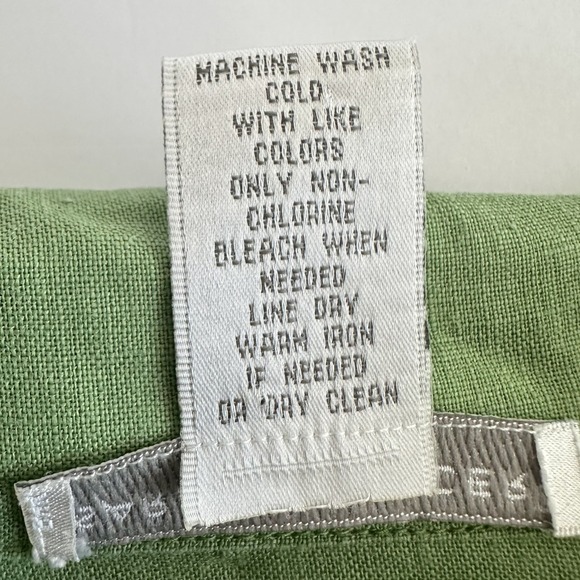 MACHINE WASH
COLD
WITH LIKE
COLORS
ONLY NON-
CHLORINE
BLEACH WHEN
NEEDED
LINE DRY
WARM IRON
IF NEEDED
OR DRY CLEAN